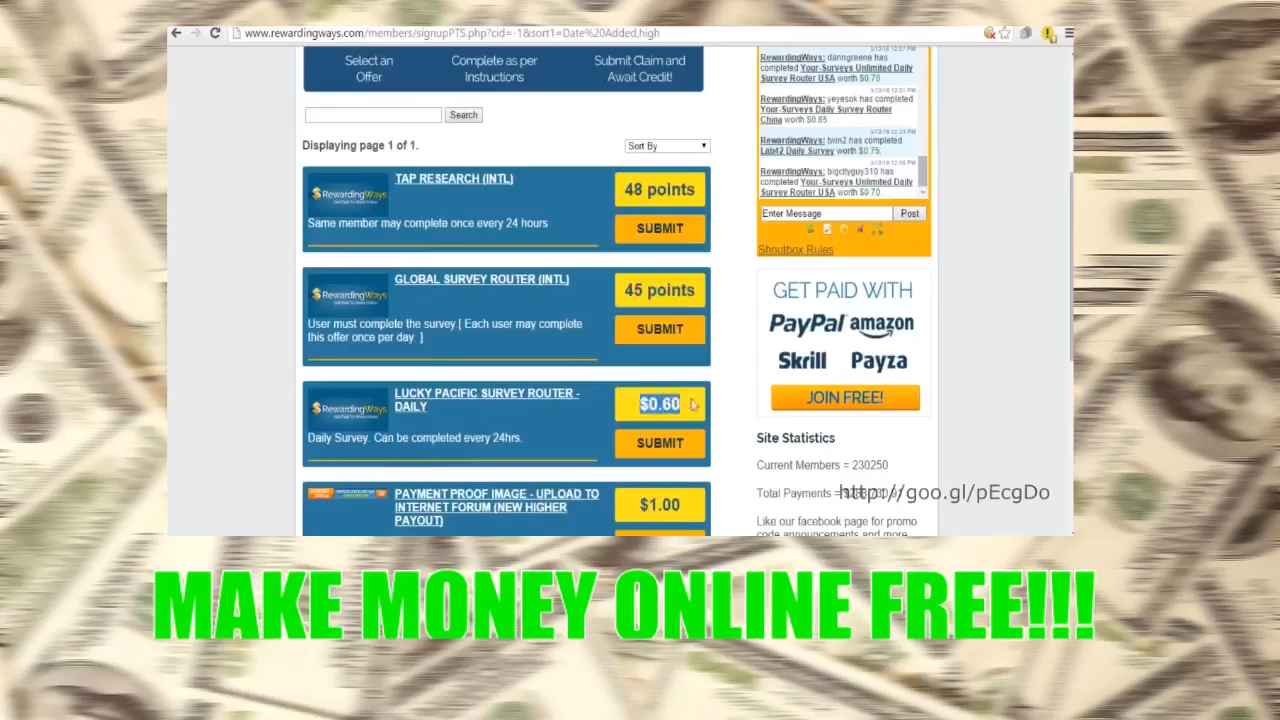 www.rewardingways.com/members/signupPTS.php?cid=-1&sort1=Date%20Added,high
Select an
Offer
Complete as per
Instructions
Submit Claim and
Await Credit!
Search
Displaying page 1 of 1.
Sort By
RewardingWays
TAP RESEARCH (INTL)
48 points
Same member may complete once every 24 hours
SUBMIT
RewardingWays
GLOBAL SURVEY ROUTER (INTL)
45 points
User must complete the survey [ Each user may complete
this offer once per day. ]
SUBMIT
RewardingWays
LUCKY PACIFIC SURVEY ROUTER -
DAILY
$0.60
Daily Survey. Can be completed every 24hrs.
SUBMIT
PAYMENT PROOF IMAGE - UPLOAD TO
INTERNET FORUM (NEW HIGHER
PAYOUT)
$1.00
RewardingWays: danngreene has
completed Your-Surveys Unlimited Daily
Survey Router USA worth $0.70.
RewardingWays: yeyesok has completed
Your-Surveys Daily Survey Router
China worth $0.65
RewardingWays: twin2 has completed
Lab42 Daily Survey worth $0.75.
RewardingWays: bigcityguy310 has
completed Your-Surveys Unlimited Daily
Survey Router USA worth $0.70.
Enter Message
Post
Shoutbox Rules
GET PAID WITH
PayPal amazon
Skrill Payza
JOIN FREE!
Site Statistics
Current Members = 230250
Total Payments =
http://goo.gl/pEcgDo
Like our facebook page for promo
code announcements and more
MAKE MONEY ONLINE FREE!!!